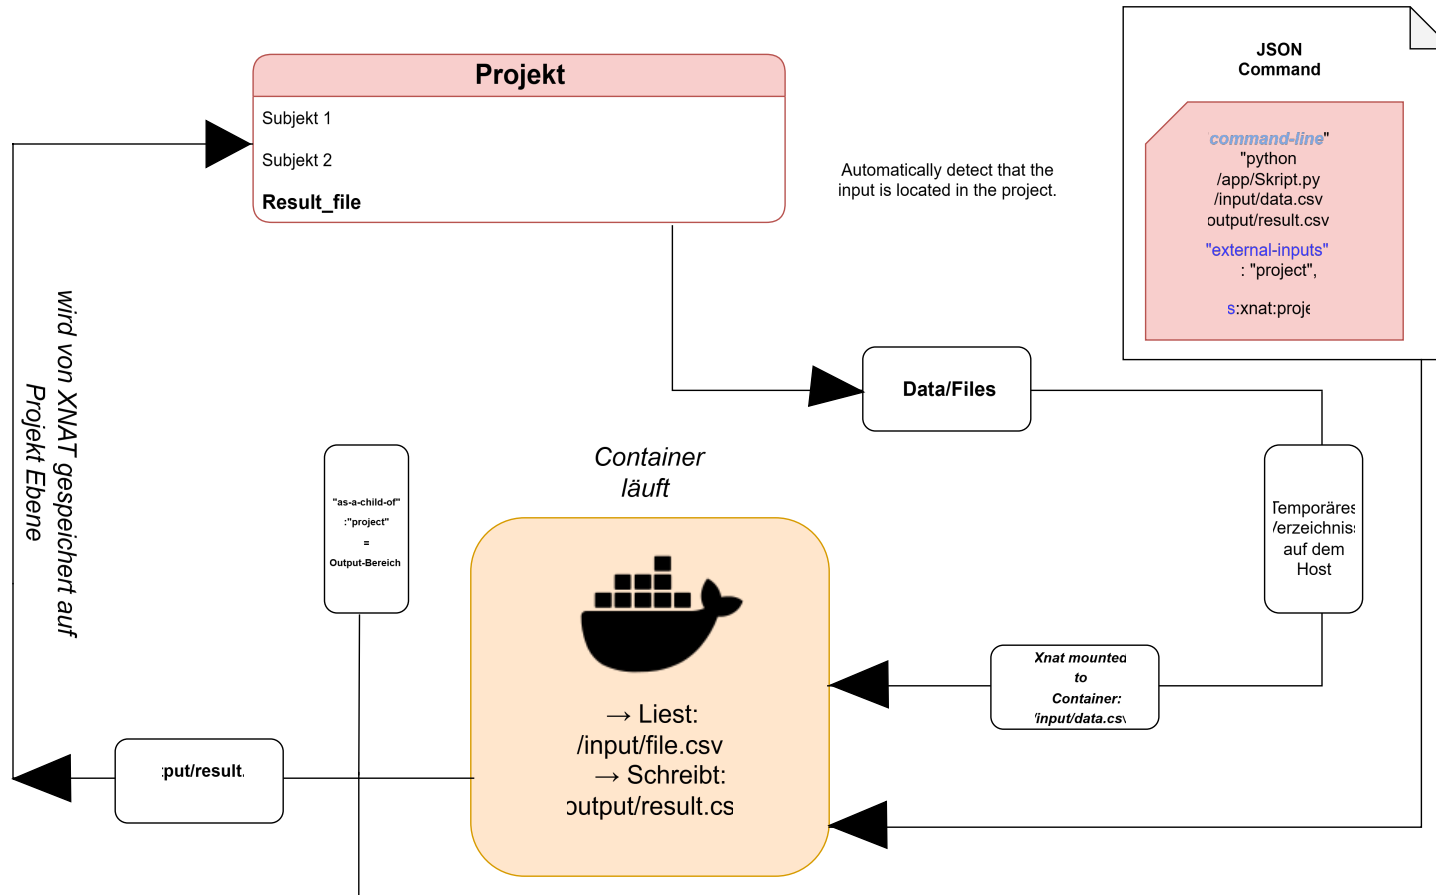 Projekt
Subjekt 1
Subjekt 2
Result_file
Automatically detect that the
input is located in the project.
JSON
Command
command-line"
"python
/app/Skript.py
/input/data.csv
output/result.csv
"external-inputs"
: "project",
s:xnat:proje
wird von XNAT gespeichert auf
Projekt Ebene
Data/Files
Container
läuft
"as-a-child-of"
:"project"
=
Output-Bereich
Temporäres
Verzeichniss
auf dem
Host
Xnat mounted
to
Container:
/input/data.csv
→ Liest:
/input/file.csv
→ Schreibt:
output/result.cs
put/result.